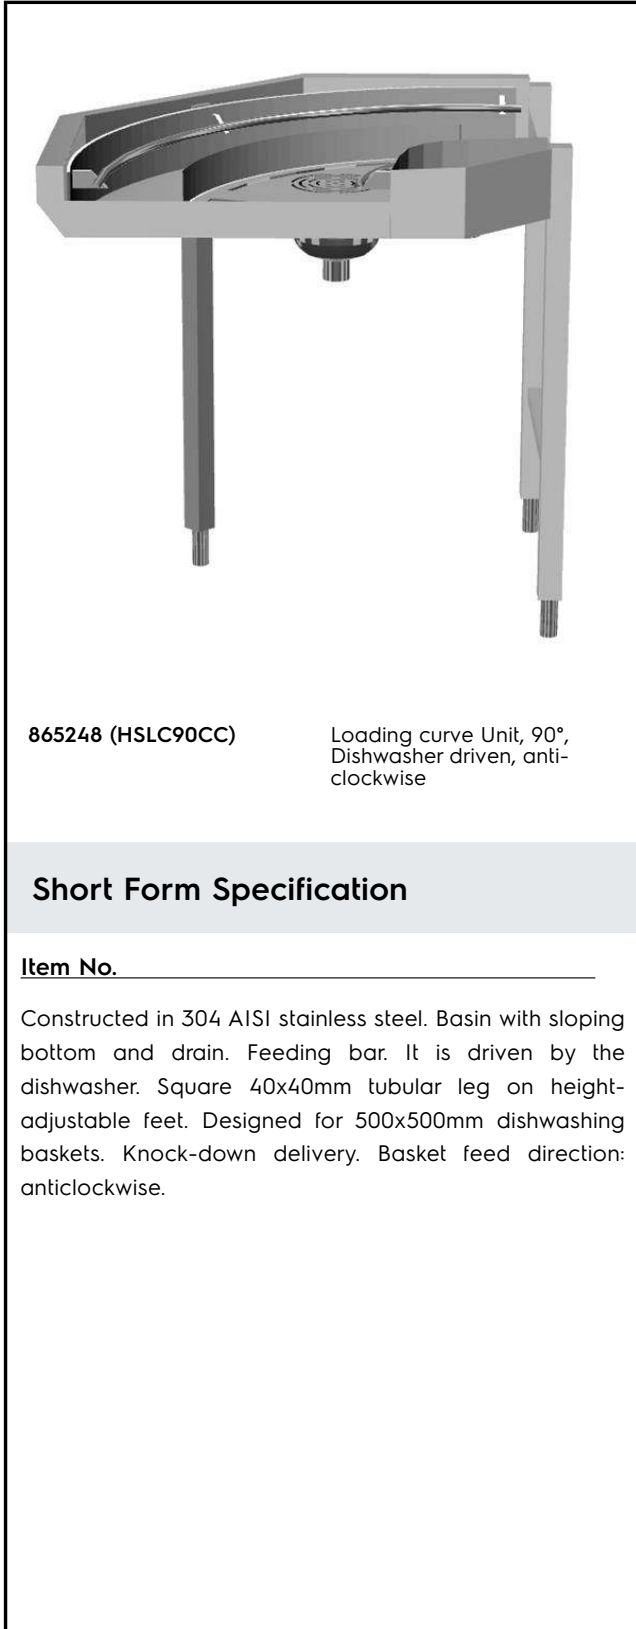 865248 (HSLC90CC)
Loading curve Unit, 90°,
Dishwasher driven, anti-
clockwise
Short Form Specification
Item No.
Constructed in 304 AISI stainless steel. Basin with sloping
bottom and drain. Feeding bar. It is driven by the
dishwasher. Square 40x40mm tubular leg on height-
adjustable feet. Designed for 500x500mm dishwashing
baskets. Knock-down delivery. Basket feed direction:
anticlockwise.